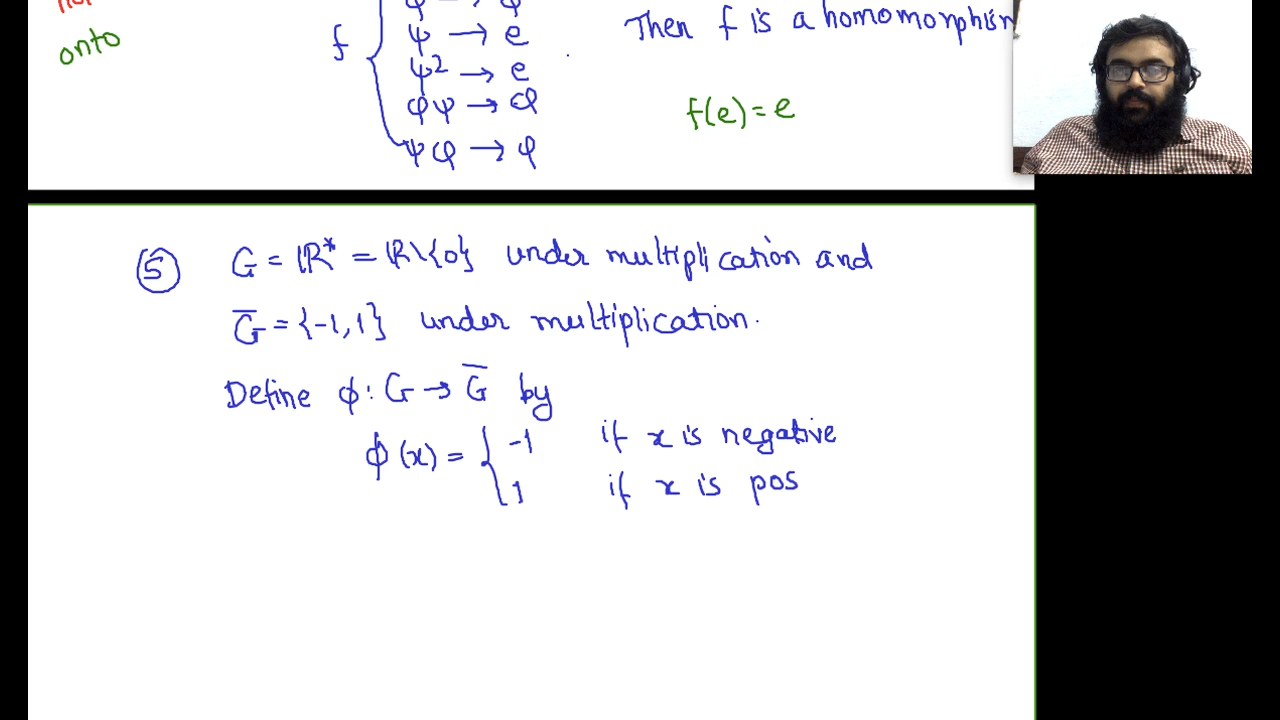 onto
f
Then f is a homomorphism
ψ → e
ψ² → e
φψ → φ
ψφ → φ
f(e) = e
⑤ G = ℝ* = ℝ\{0} under multiplication and
G̅ = {-1, 1} under multiplication.
Define ϕ: G → G̅ by
ϕ(x) = { -1 if x is negative
1 if x is pos